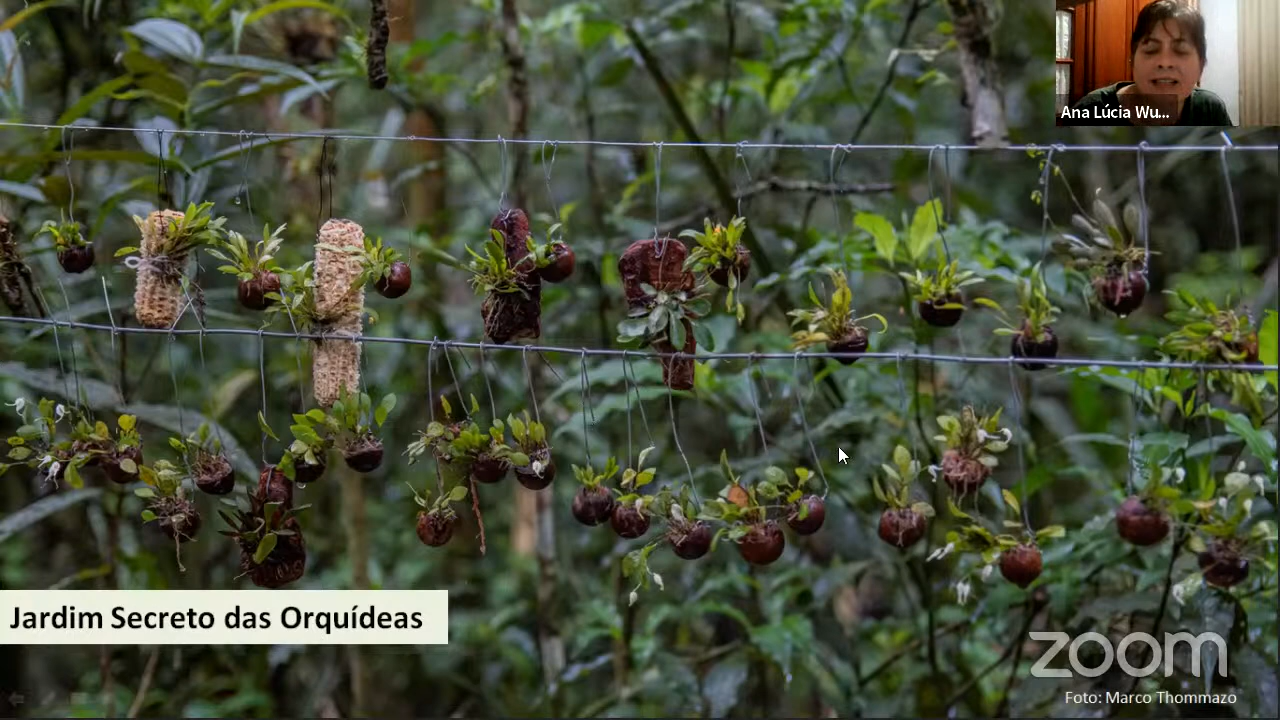 Ana Lúcia Wu...
Jardim Secreto das Orquídeas
zoom
Foto: Marco Thommazo